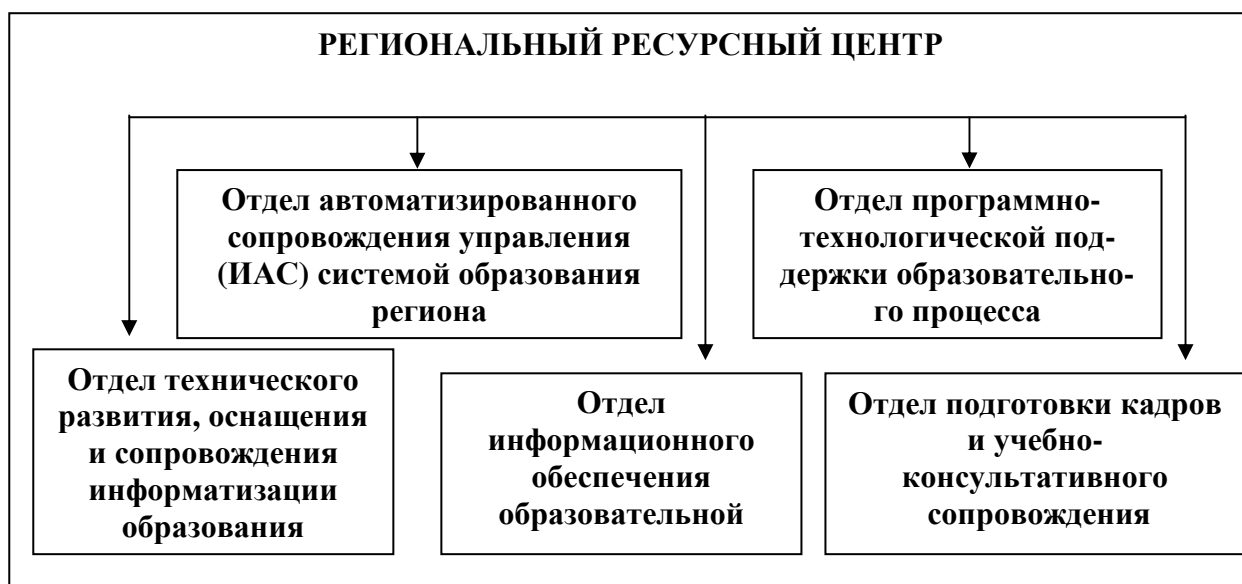 РЕГИОНАЛЬНЫЙ РЕСУРСНЫЙ ЦЕНТР
Отдел автоматизированного
сопровождения управления
(ИАС) системой образования
региона
Отдел программно-
технологической под-
держки образовательно-
го процесса
Отдел технического
развития, оснащения
и сопровождения
информатизации
образования
Отдел
информационного
обеспечения
образовательной
Отдел подготовки кадров
и учебно-
консультативного
сопровождения